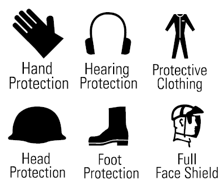 Hand
Protection
Hearing
Protection
Protective
Clothing
Head
Protection
Foot
Protection
Full
Face Shield